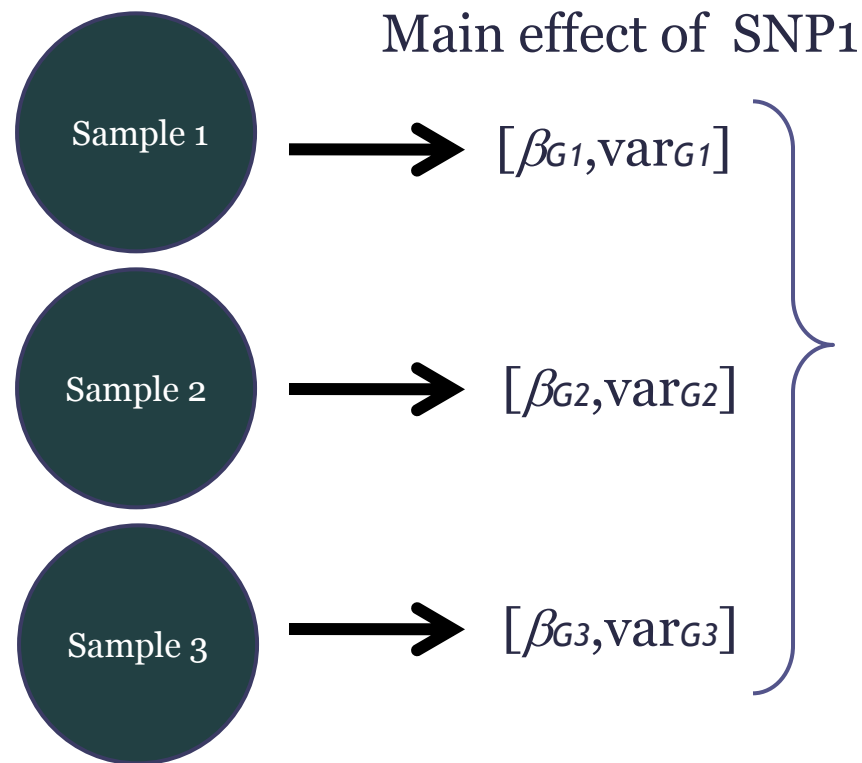 Main effect of SNP1
Sample 1
[βG1,varG1]
Sample 2
[βG2,varG2]
Sample 3
[βG3,varG3]